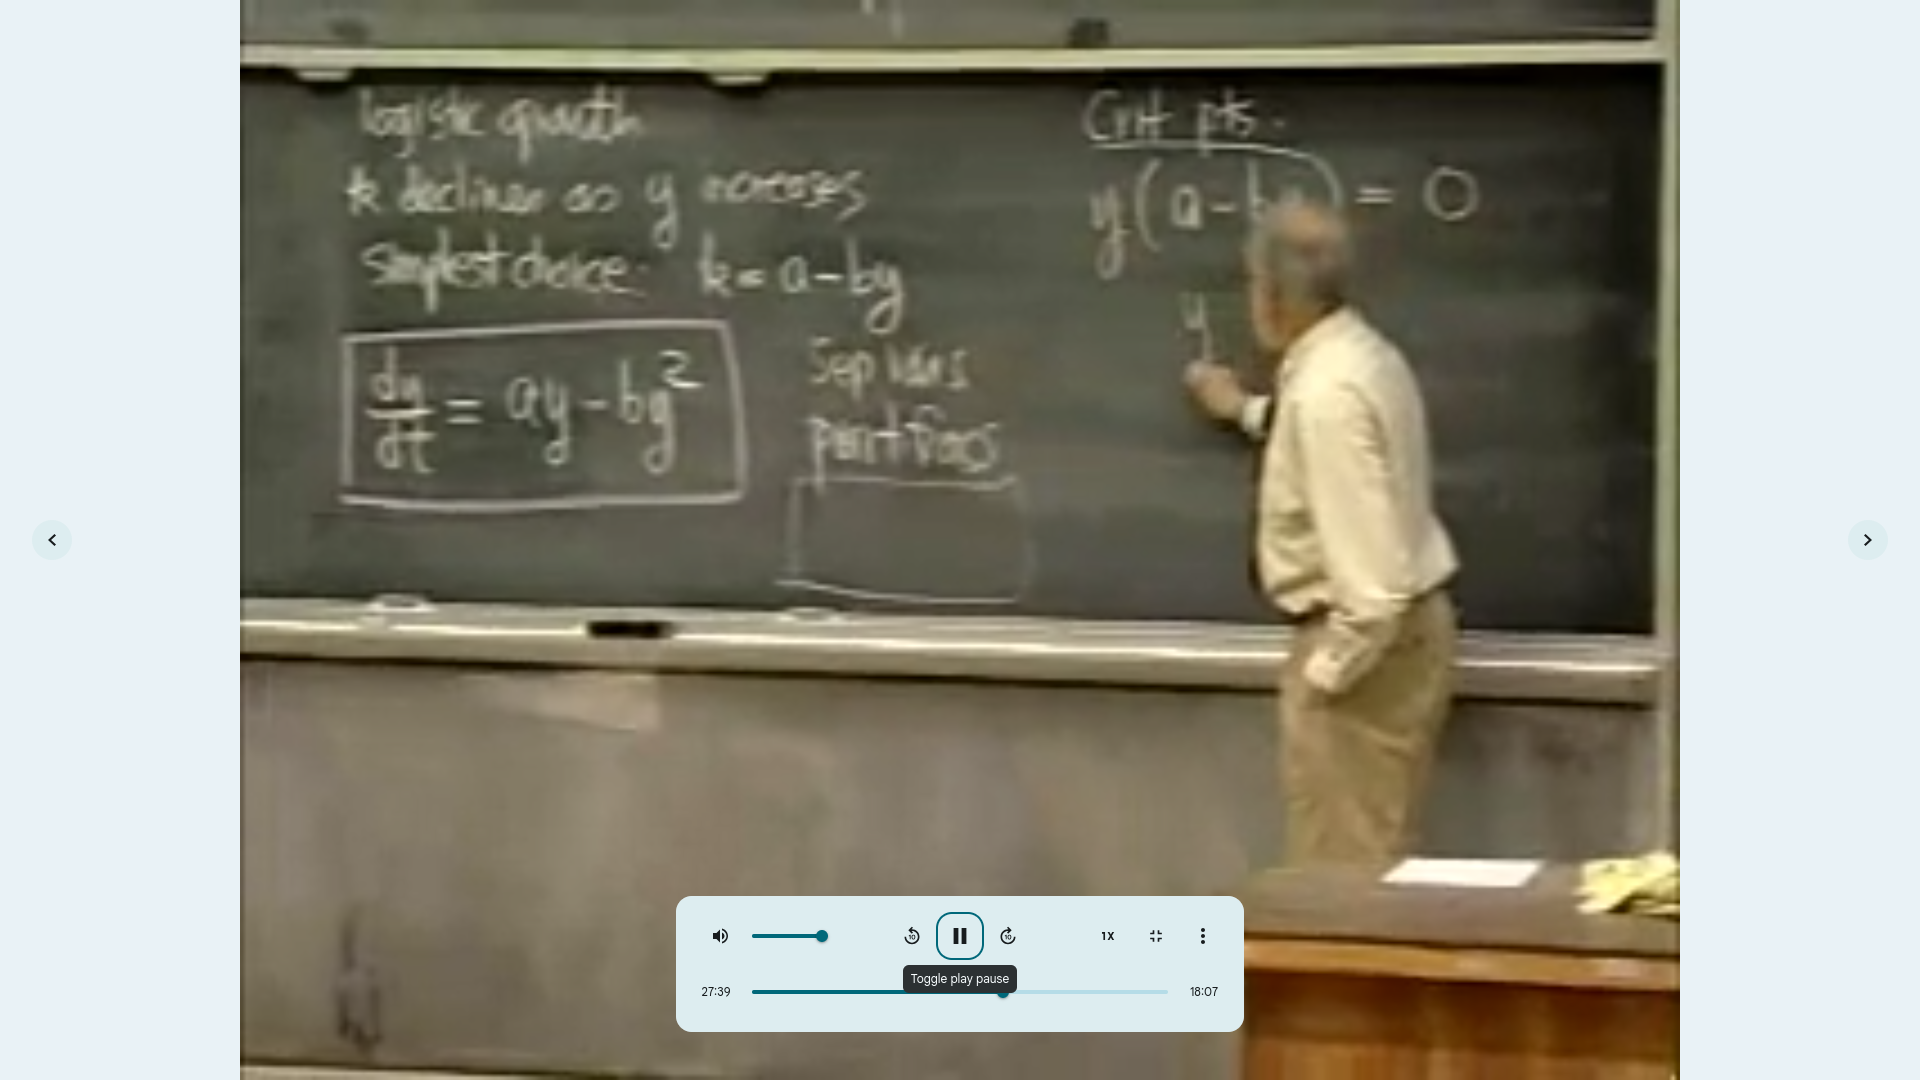 logistic growth
k declines as y increases
simplest choice: k = a - by
dy/dt = ay - by²
Sep vars
part fracs
Crit pts.
y(a - by) = 0
y
1X
Toggle play pause
27:39
18:07